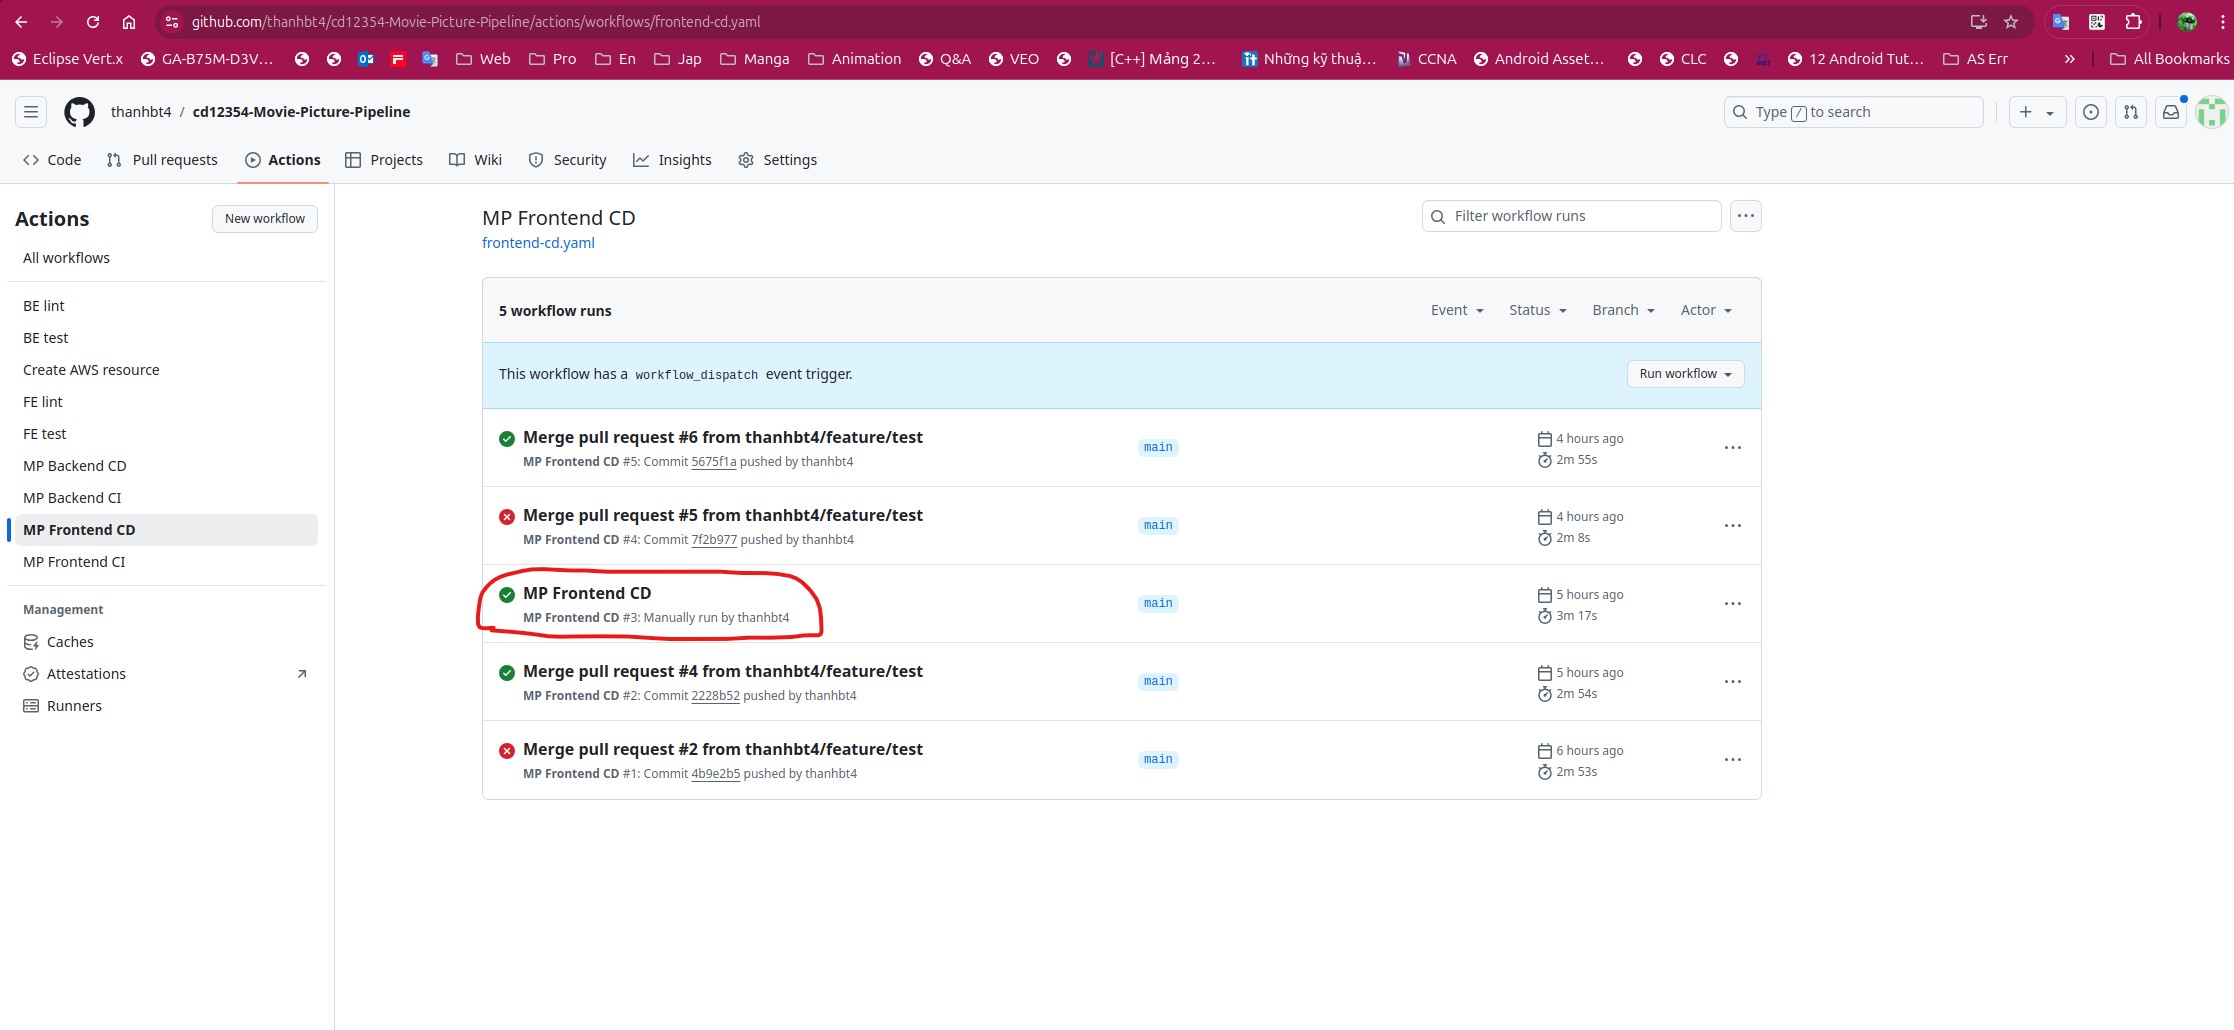 github.com/thanhbt4/cd12354-Movie-Picture-Pipeline/actions/workflows/frontend-cd.yaml
Eclipse Vert.x GA-B75M-D3V... Web Pro En Jap Manga Animation Q&A VEO [C++] Mảng 2... Những kỹ thuậ... CCNA Android Asset... CLC 12 Android Tut... AS Err » All Bookmarks
thanhbt4 / cd12354-Movie-Picture-Pipeline
Type / to search
Code Pull requests Actions Projects Wiki Security Insights Settings
Actions
New workflow
All workflows
BE lint
BE test
Create AWS resource
FE lint
FE test
MP Backend CD
MP Backend CI
MP Frontend CD
MP Frontend CI
Management
Caches
Attestations
Runners
MP Frontend CD
frontend-cd.yaml
Filter workflow runs
5 workflow runs
Event Status Branch Actor
This workflow has a workflow_dispatch event trigger.
Run workflow
Merge pull request #6 from thanhbt4/feature/test
MP Frontend CD #5: Commit 5675f1a pushed by thanhbt4
main
4 hours ago
2m 55s
Merge pull request #5 from thanhbt4/feature/test
MP Frontend CD #4: Commit 7f2b977 pushed by thanhbt4
main
4 hours ago
2m 8s
MP Frontend CD
MP Frontend CD #3: Manually run by thanhbt4
main
5 hours ago
3m 17s
Merge pull request #4 from thanhbt4/feature/test
MP Frontend CD #2: Commit 2228b52 pushed by thanhbt4
main
5 hours ago
2m 54s
Merge pull request #2 from thanhbt4/feature/test
MP Frontend CD #1: Commit 4b9e2b5 pushed by thanhbt4
main
6 hours ago
2m 53s